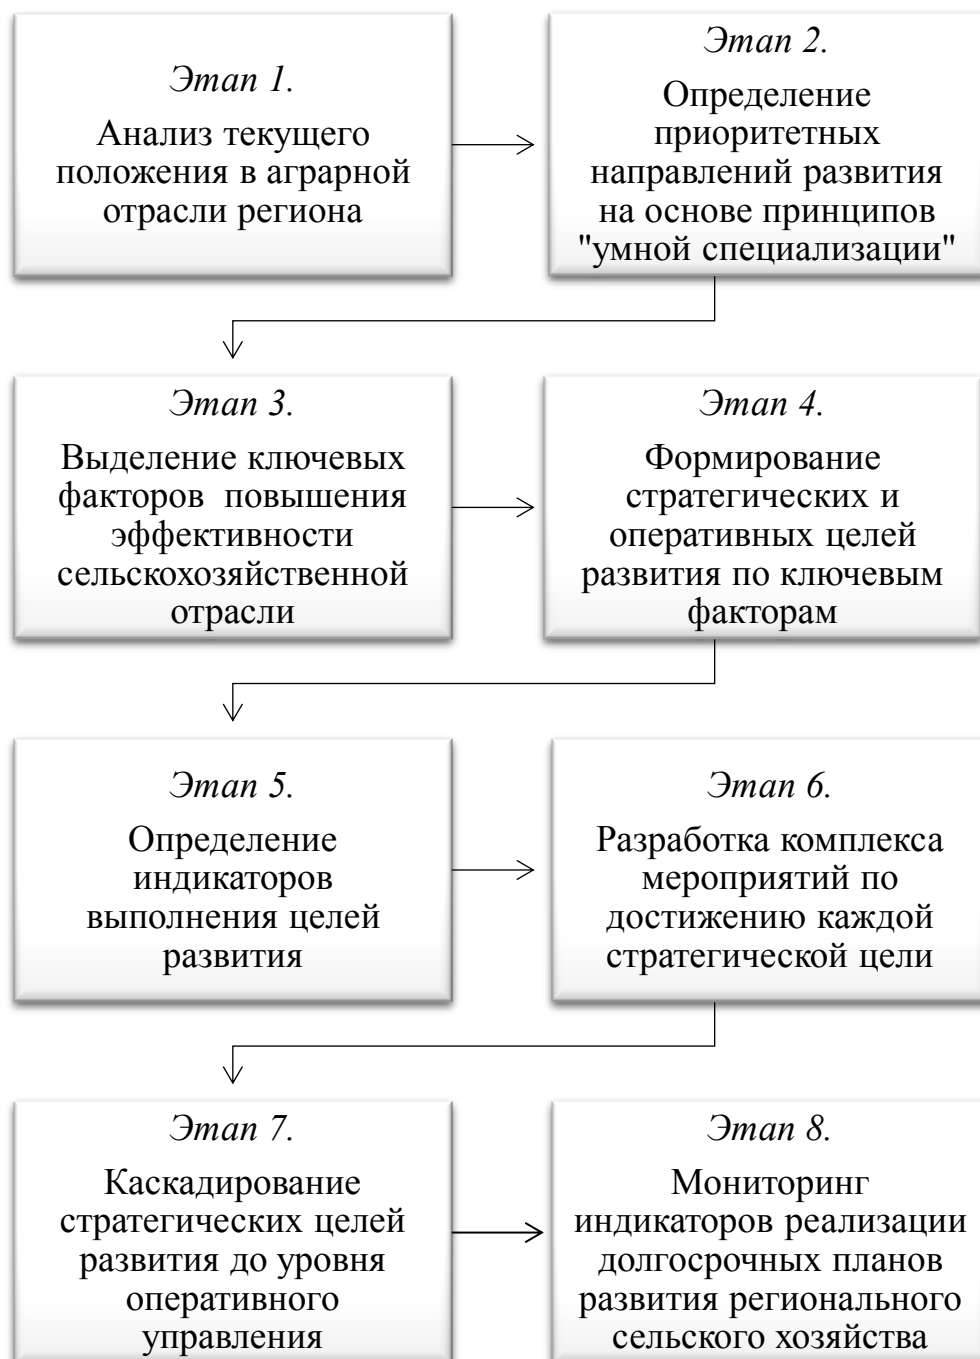 Этап 1.
Анализ текущего
положения в аграрной
отрасли региона
Этап 2.
Определение
приоритетных
направлений развития
на основе принципов
"умной специализации"
Этап 3.
Выделение ключевых
факторов  повышения
эффективности
сельскохозяйственной
отрасли
Этап 4.
Формирование
стратегических и
оперативных целей
развития по ключевым
факторам
Этап 5.
Определение
индикаторов
выполнения целей
развития
Этап 6.
Разработка комплекса
мероприятий по
достижению каждой
стратегической цели
Этап 7.
Каскадирование
стратегических целей
развития до уровня
оперативного
управления
Этап 8.
Мониторинг
индикаторов реализации
долгосрочных планов
развития регионального
сельского хозяйства